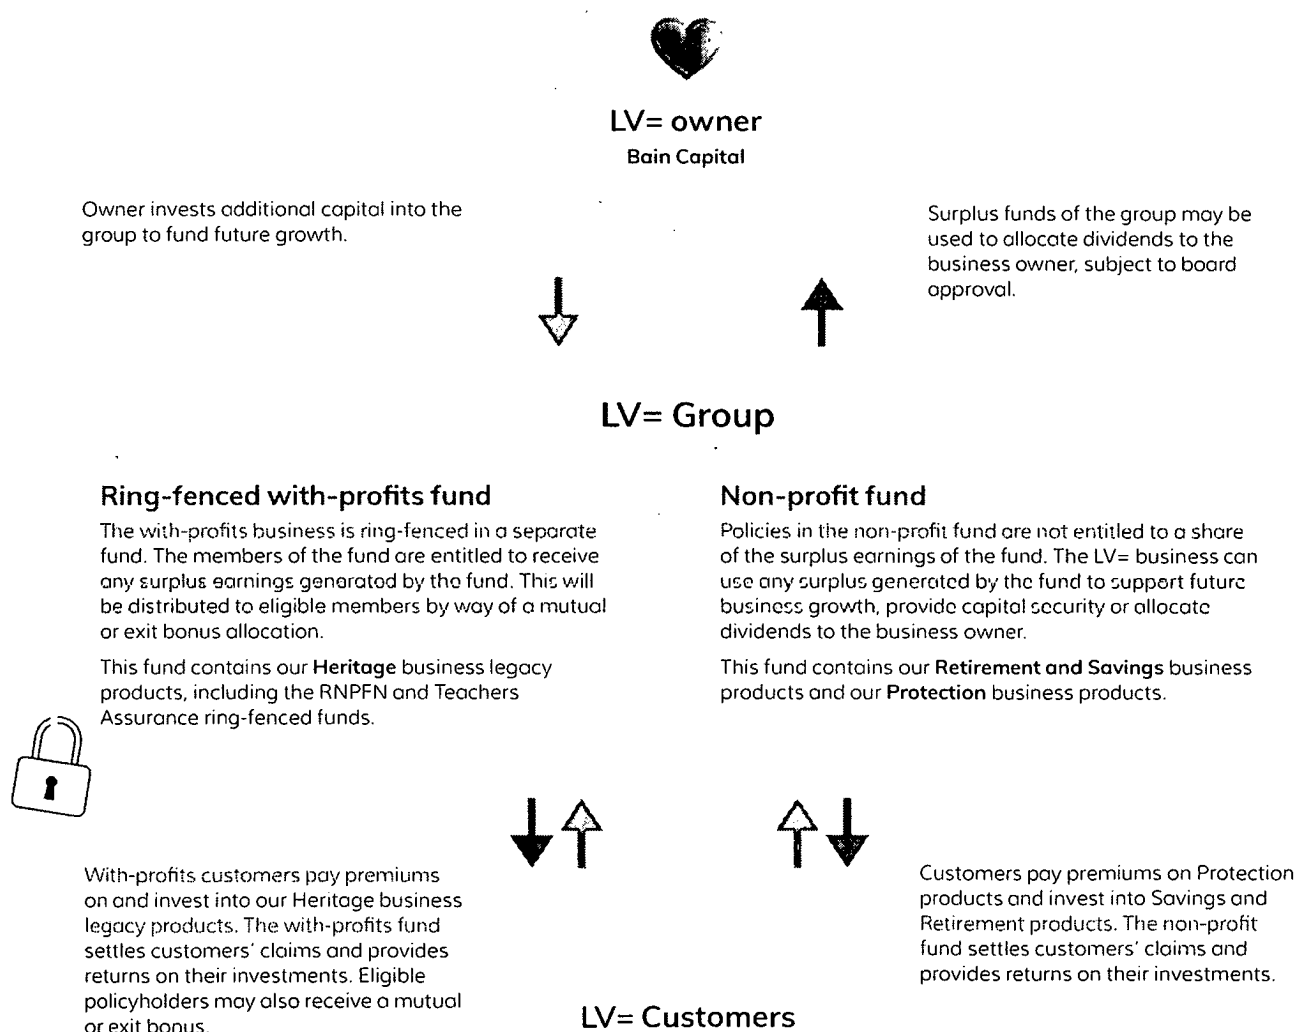 LV= owner
Bain Capital
Owner invests additional capital into the
group to fund future growth.
Surplus funds of the group may be
used to allocate dividends to the
business owner, subject to board
approval.
LV= Group
Ring-fenced with-profits fund
The with-profits business is ring-fenced in a separate
fund. The members of the fund are entitled to receive
any surplus earnings generated by the fund. This will
be distributed to eligible members by way of a mutual
or exit bonus allocation.
This fund contains our Heritage business legacy
products, including the RNPFN and Teachers
Assurance ring-fenced funds.
Non-profit fund
Policies in the non-profit fund are not entitled to a share
of the surplus earnings of the fund. The LV= business can
use any surplus generated by the fund to support future
business growth, provide capital security or allocate
dividends to the business owner.
This fund contains our Retirement and Savings business
products and our Protection business products.
With-profits customers pay premiums
on and invest into our Heritage business
legacy products. The with-profits fund
settles customers' claims and provides
returns on their investments. Eligible
policyholders may also receive a mutual
or exit bonus.
Customers pay premiums on Protection
products and invest into Savings and
Retirement products. The non-profit
fund settles customers' claims and
provides returns on their investments.
LV= Customers